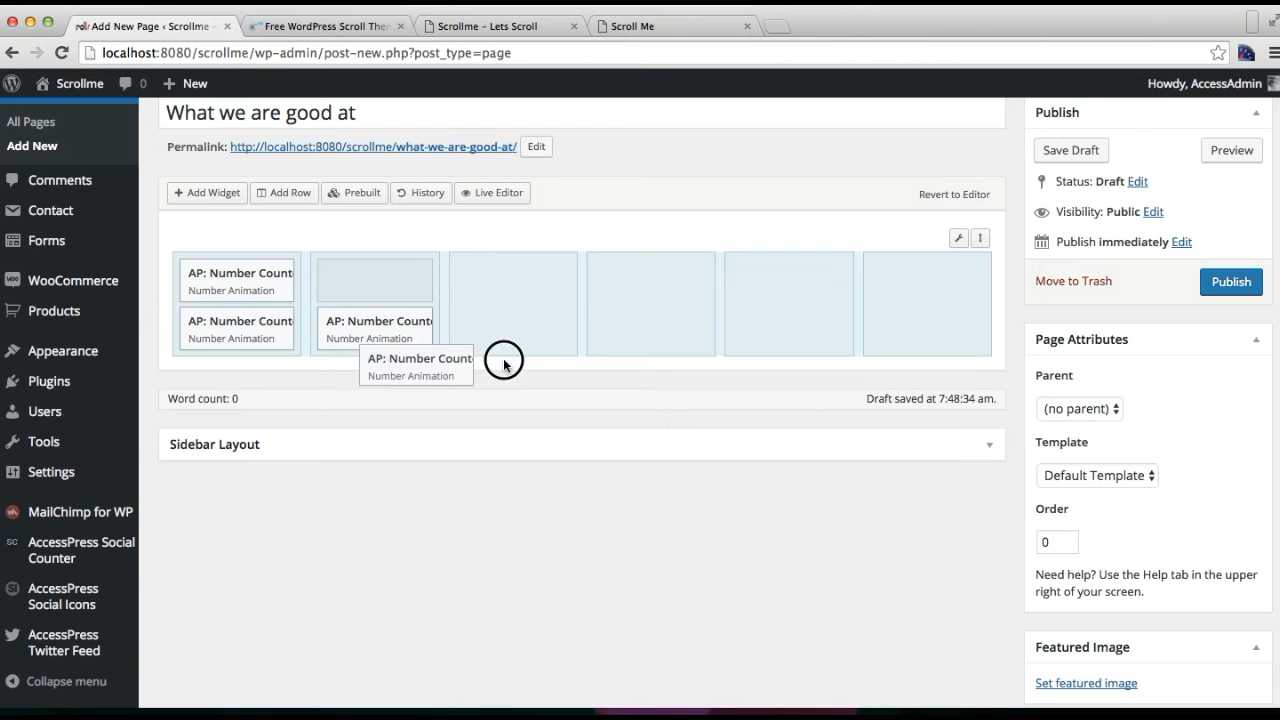 Add New Page ‹ Scrollme –
Free WordPress Scroll Them
Scrollme – Lets Scroll
Scroll Me
localhost:8080/scrollme/wp-admin/post-new.php?post_type=page
Scrollme
0
New
Howdy, AccessAdmin
All Pages
Add New
Comments
Contact
Forms
WooCommerce
Products
Appearance
Plugins
Users
Tools
Settings
MailChimp for WP
AccessPress Social
Counter
AccessPress
Social Icons
AccessPress
Twitter Feed
Collapse menu
What we are good at
Permalink: http://localhost:8080/scrollme/what-we-are-good-at/ Edit
Add Widget
Add Row
Prebuilt
History
Live Editor
Revert to Editor
AP: Number Count
Number Animation
AP: Number Count
Number Animation
AP: Number Count
Number Animation
AP: Number Count
Number Animation
Word count: 0
Draft saved at 7:48:34 am.
Sidebar Layout
Publish
Save Draft
Preview
Status: Draft Edit
Visibility: Public Edit
Publish immediately Edit
Move to Trash
Publish
Page Attributes
Parent
(no parent)
Template
Default Template
Order
0
Need help? Use the Help tab in the upper
right of your screen.
Featured Image
Set featured image